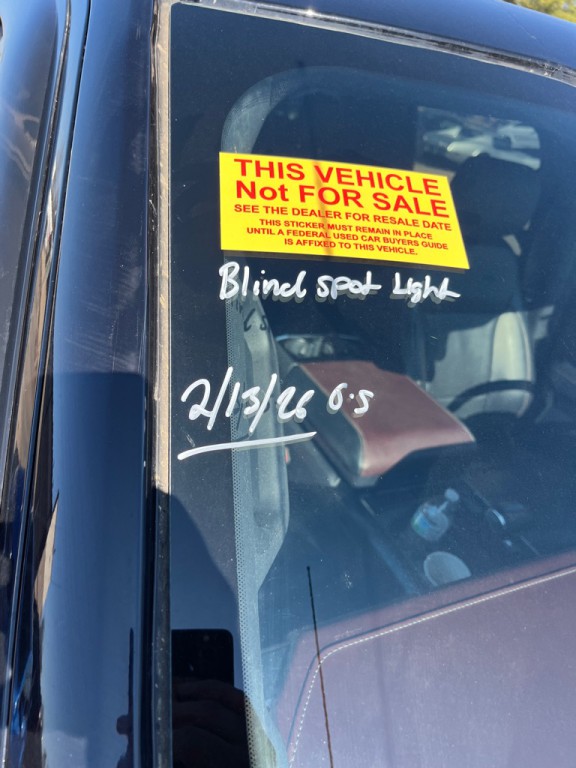 THIS VEHICLE
Not FOR SALE
SEE THE DEALER FOR RESALE DATE
THIS STICKER MUST REMAIN IN PLACE
UNTIL A FEDERAL USED CAR BUYERS GUIDE
IS AFFIXED TO THIS VEHICLE.
Blind spot Light
2/13/26 6.5